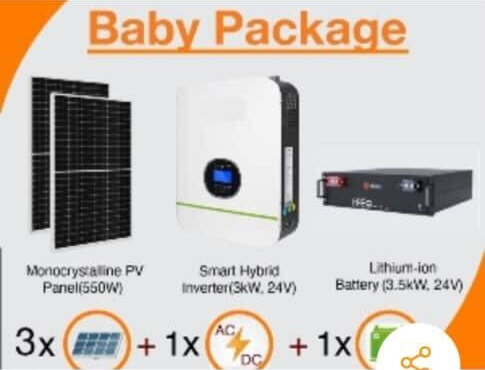 Baby Package
Monocrystalline PV
Panel(550W)
Smart Hybrid
Inverter(3kW, 24V)
Lithium-ion
Battery (3.5kW, 24V)
3x + 1x AC DC + 1x